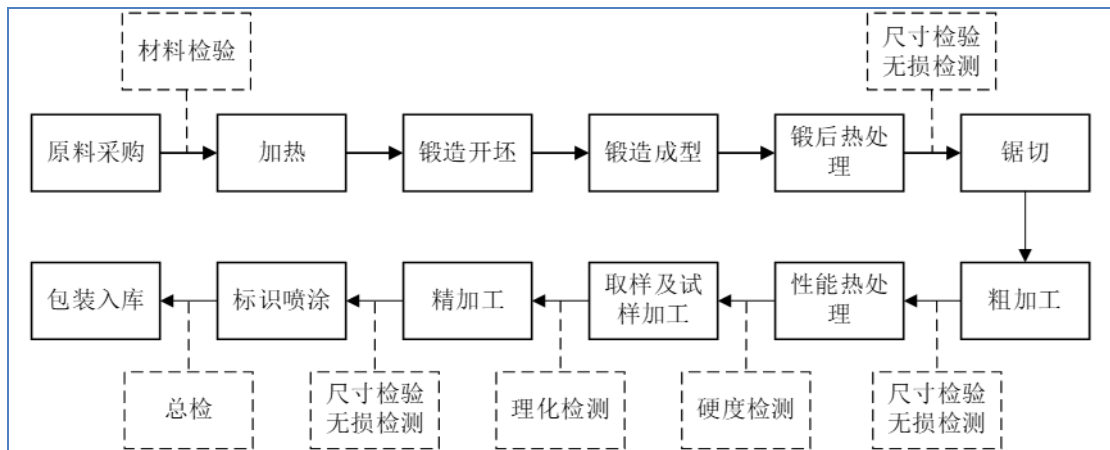 材料检验
尺寸检验
无损检测
原料采购
加热
锻造开坯
锻造成型
锻后热处
理
锯切
包装入库
标识喷涂
精加工
取样及试
样加工
性能热处
理
粗加工
总检
尺寸检验
无损检测
理化检测
硬度检测
尺寸检验
无损检测